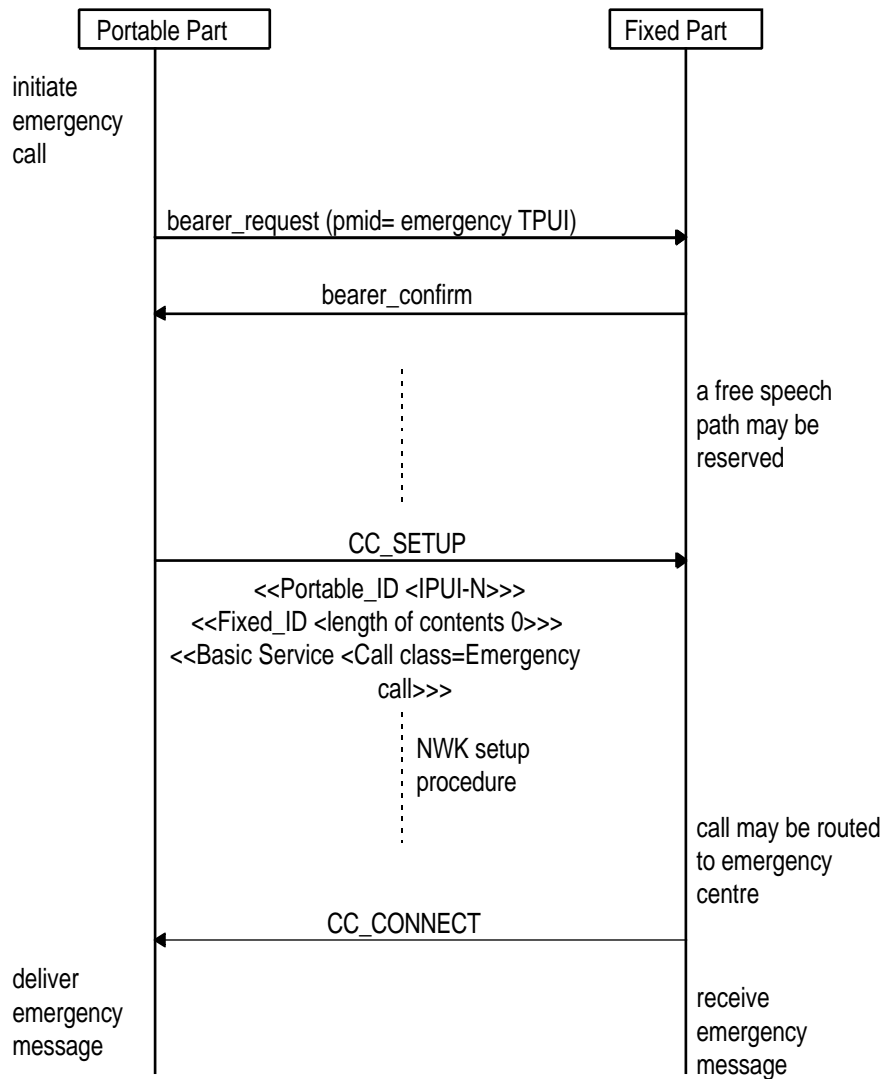 Portable Part
Fixed Part
initiate
emergency
call
bearer_request (pmid= emergency TPUI)
bearer_confirm
a free speech
path may be
reserved
CC_SETUP
<<Portable_ID <IPUI-N>>>
<<Fixed_ID <length of contents 0>>>
<<Basic Service <Call class=Emergency
call>>>
NWK setup
procedure
call may be routed
to emergency
centre
CC_CONNECT
deliver
emergency
message
receive
emergency
message